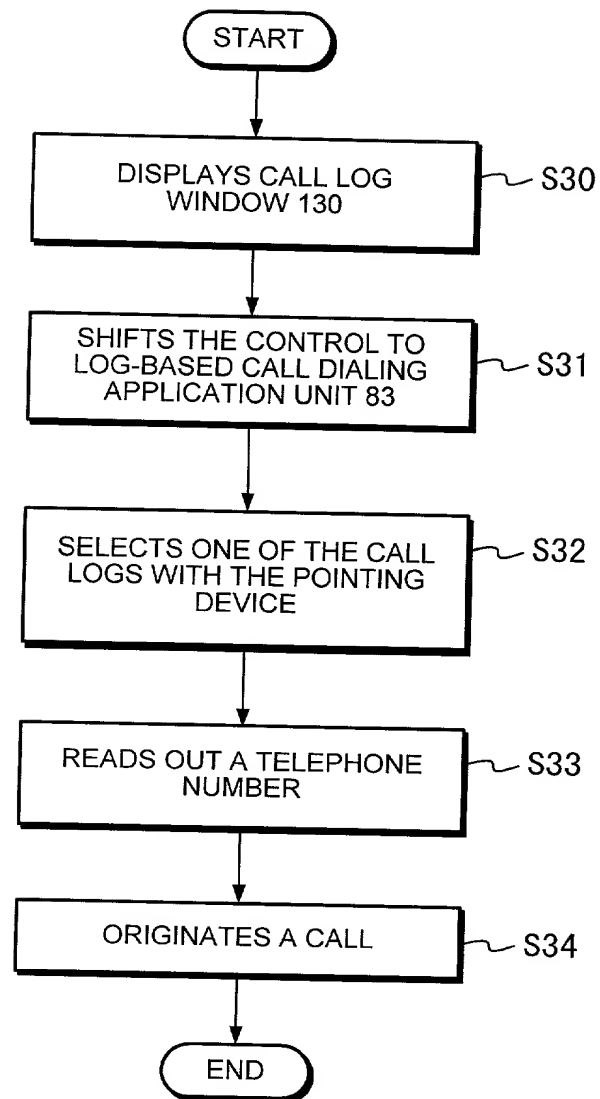 START
DISPLAYS CALL LOG
WINDOW 130
S30
SHIFTS THE CONTROL TO
LOG-BASED CALL DIALING
APPLICATION UNIT 83
S31
SELECTS ONE OF THE CALL
LOGS WITH THE POINTING
DEVICE
S32
READS OUT A TELEPHONE
NUMBER
S33
ORIGINATES A CALL
S34
END